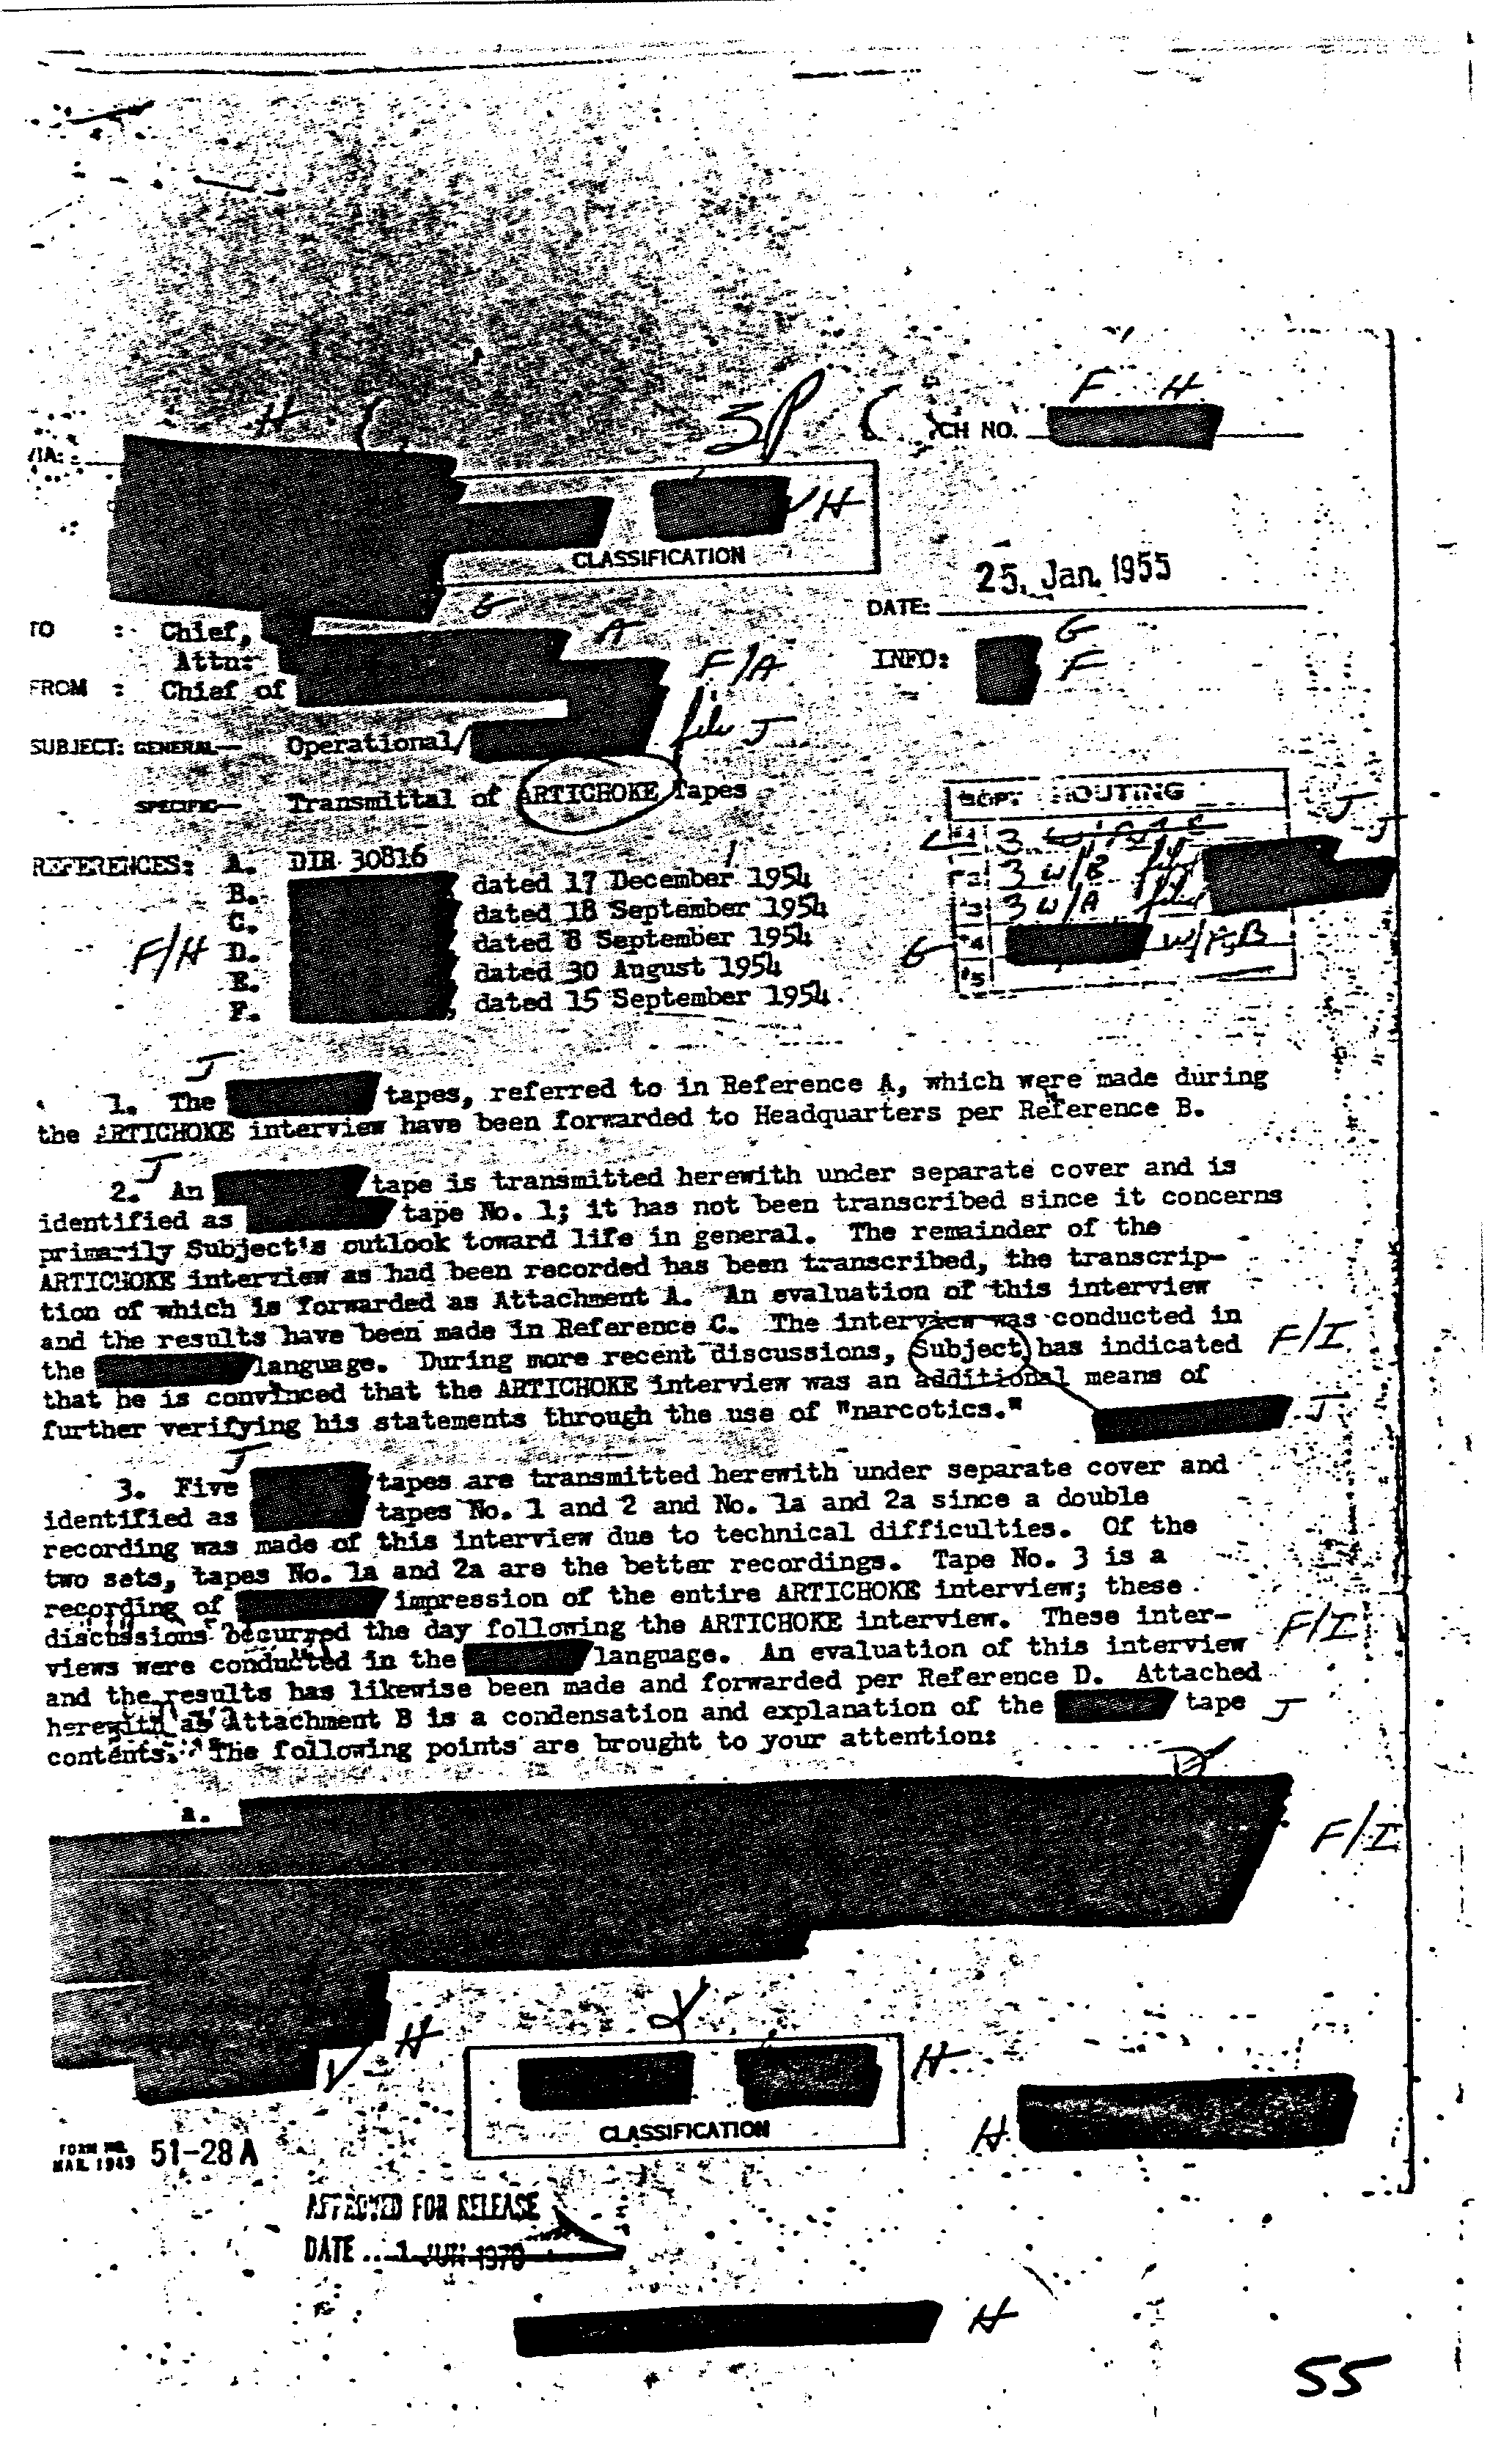 H
3P
F H
CH NO.
VIA:
H
CLASSIFICATION
25. Jan. 1955
DATE:
G
TO : Chief,
A
G
Attn:
F/A
INFO:
F
FROM : Chief of
SUBJECT: GENERAL— Operational/
J
SPECIFIC— Transmittal of ARTICHOKE Tapes
ROUTING
J
J
REFERENCES: A. DIR 30816
B. dated 17 December 1954
3 w/B
C. , dated 18 September 1954
3 w/A
F/H D. dated 8 September 1954
G
E. dated 30 August 1954
F. , dated 15 September 1954
J
1. The tapes, referred to in Reference A, which were made during
the ARTICHOKE interview have been forwarded to Headquarters per Reference B.
J
2. An tape is transmitted herewith under separate cover and is
identified as tape No. 1; it has not been transcribed since it concerns
primarily Subject's outlook toward life in general. The remainder of the
ARTICHOKE interview as had been recorded has been transcribed, the transcrip-
tion of which is forwarded as Attachment A. An evaluation of this interview
and the results have been made in Reference C. The interview was conducted in
the language. During more recent discussions, Subject has indicated F/I
that he is convinced that the ARTICHOKE interview was an additional means of
further verifying his statements through the use of "narcotics." J
J
3. Five tapes are transmitted herewith under separate cover and
identified as tapes No. 1 and 2 and No. 1a and 2a since a double
recording was made of this interview due to technical difficulties. Of the
two sets, tapes No. 1a and 2a are the better recordings. Tape No. 3 is a
recording of impression of the entire ARTICHOKE interview; these
discussions occurred the day following the ARTICHOKE interview. These inter-
views were conducted in the language. An evaluation of this interview F/I
and the results has likewise been made and forwarded per Reference D. Attached
herewith as Attachment B is a condensation and explanation of the tape J
contents. The following points are brought to your attention:
a.
F/I
H
H
CLASSIFICATION
H
FORM NO.
MAR. 1949 51-28A
APPROVED FOR RELEASE
DATE 1 JUN 1978
H
55